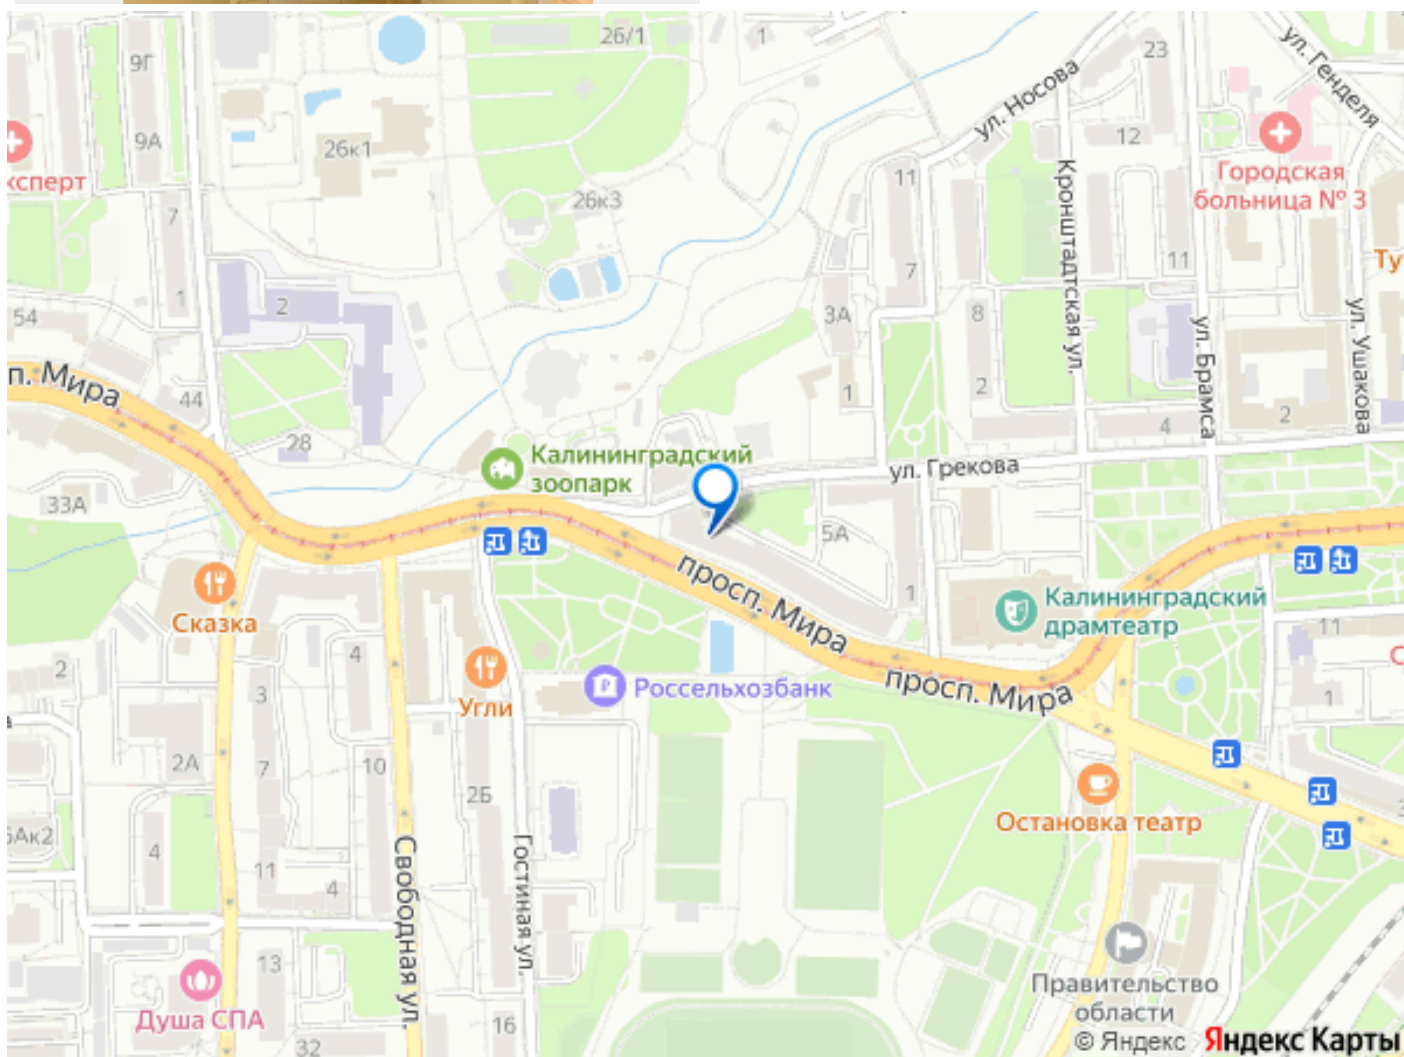 26/1
1
23
ул. Генделя
9Г
ул. Носова
9А
26к1
12
Городская
больница № 3
ксперт
11
Кронштадтская ул.
26к3
7
7
11
Ту
1
2
3А
8
ул. Брамса
ул. Ушакова
54
п. Мира
44
1
2
4
2
28
Калининградский
зоопарк
ул. Грекова
33А
5А
просп. Мира
1
Калининградский
драмтеатр
Сказка
11
4
2
3
Угли
Россельхозбанк
просп. Мира
1
С
2А
7
10
2Б
Остановка театр
6Ак2
4
11
4
Свободная ул.
Гостиная ул.
13
Душа СПА
Правительство
области
16
32
© Яндекс
Яндекс Карты